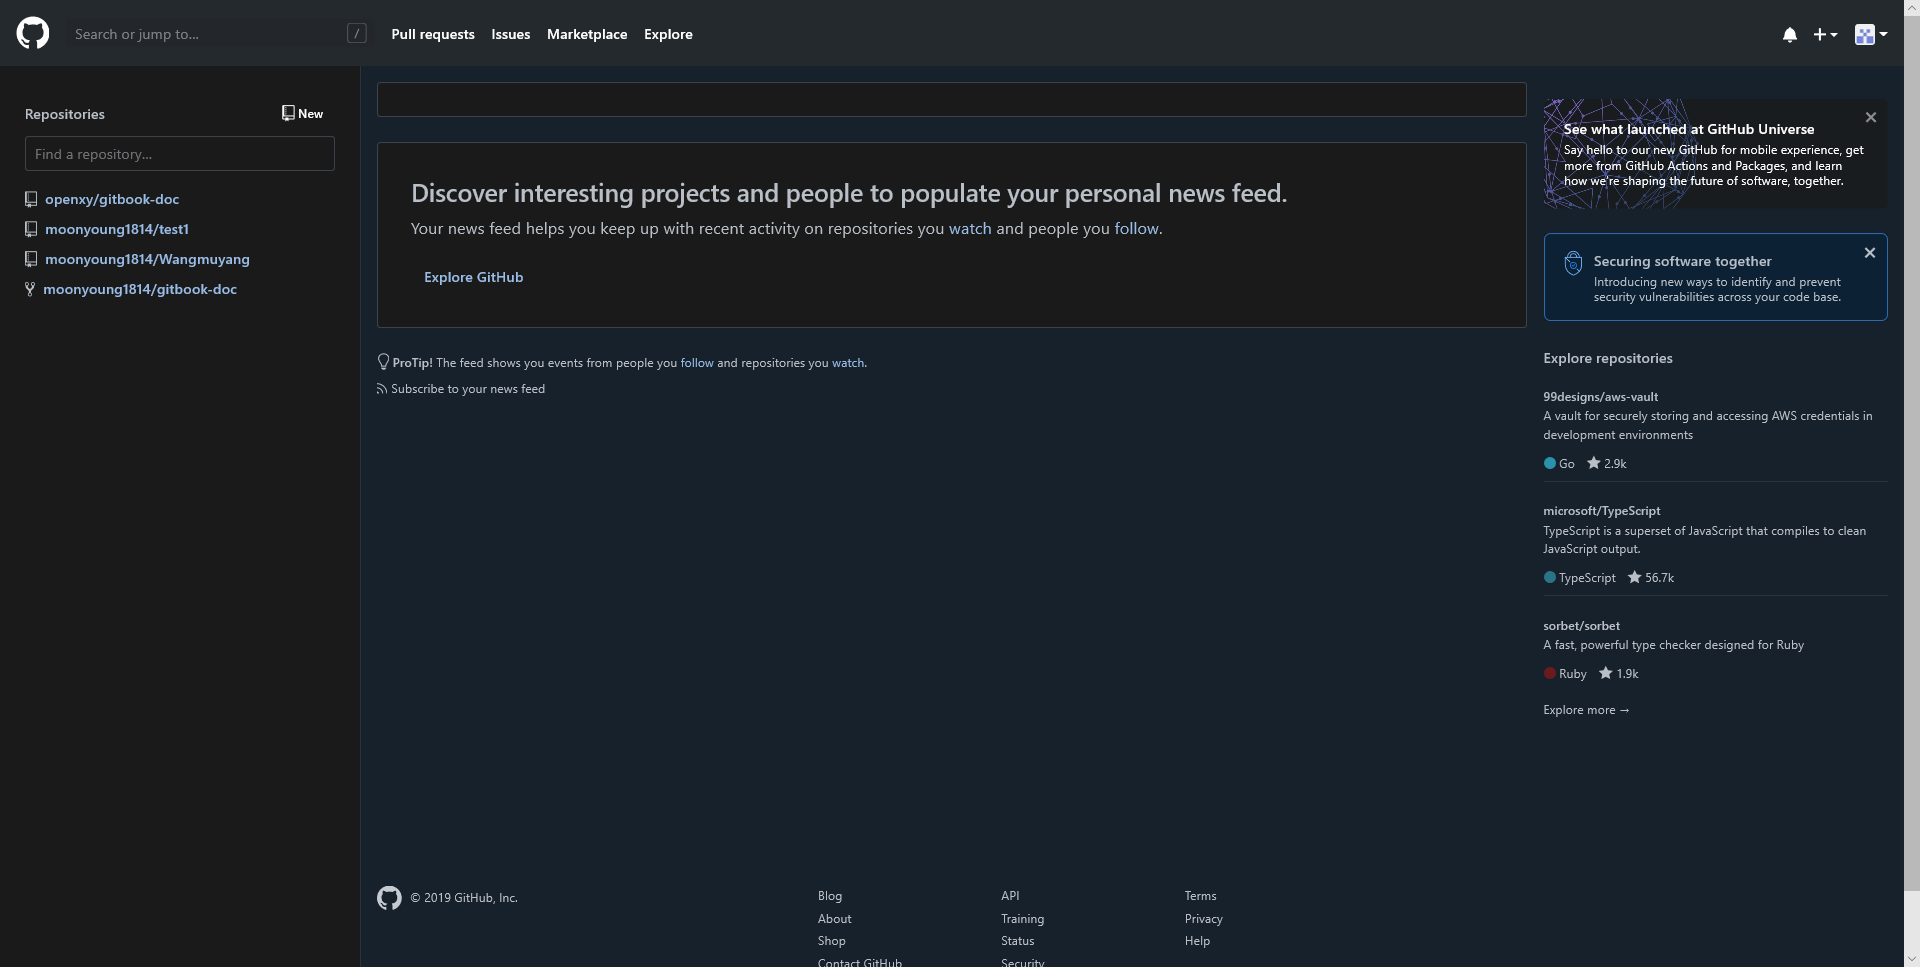 Search or jump to...
/
Pull requests
Issues
Marketplace
Explore
Repositories
New
Find a repository...
openxy/gitbook-doc
moonyoung1814/test1
moonyoung1814/Wangmuyang
moonyoung1814/gitbook-doc
Discover interesting projects and people to populate your personal news feed.
Your news feed helps you keep up with recent activity on repositories you watch and people you follow.
Explore GitHub
ProTip! The feed shows you events from people you follow and repositories you watch.
Subscribe to your news feed
See what launched at GitHub Universe
Say hello to our new GitHub for mobile experience, get
more from GitHub Actions and Packages, and learn
how we're shaping the future of software, together.
Securing software together
Introducing new ways to identify and prevent
security vulnerabilities across your code base.
Explore repositories
99designs/aws-vault
A vault for securely storing and accessing AWS credentials in
development environments
Go 2.9k
microsoft/TypeScript
TypeScript is a superset of JavaScript that compiles to clean
JavaScript output.
TypeScript 56.7k
sorbet/sorbet
A fast, powerful type checker designed for Ruby
Ruby 1.9k
Explore more →
© 2019 GitHub, Inc.
Blog
About
Shop
Contact GitHub
API
Training
Status
Security
Terms
Privacy
Help